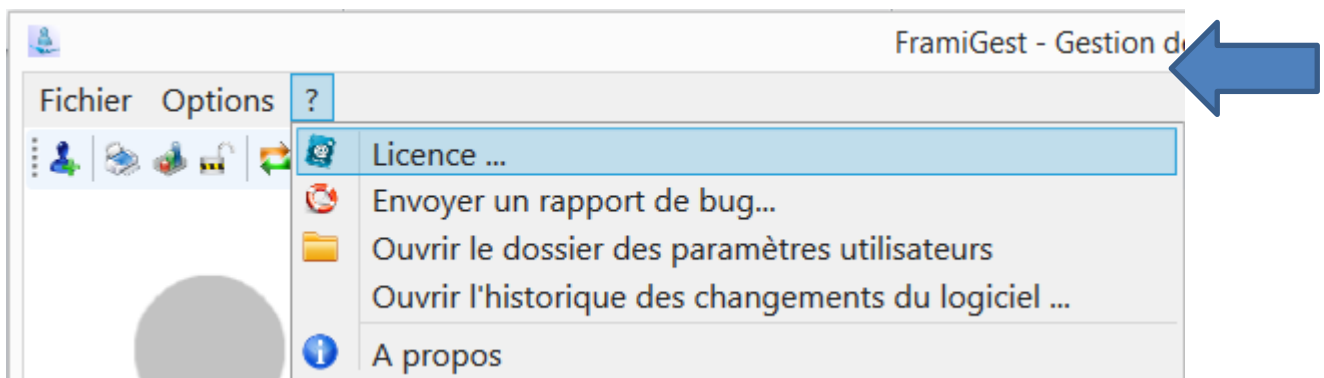 FramiGest - Gestion de
Fichier Options ?
Licence ...
Envoyer un rapport de bug...
Ouvrir le dossier des paramètres utilisateurs
Ouvrir l'historique des changements du logiciel ...
A propos